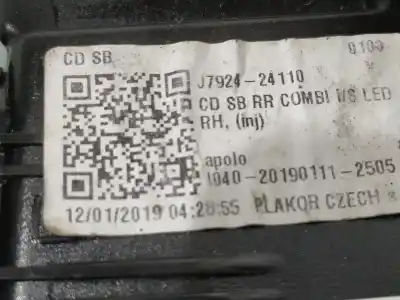 CD SB 0100
J7924-24110
CD SB RR COMBI W/S LED
RH, (inj)
apolo
1040-20190111-2505
12/01/2019 04:28:55 PLAKOR CZECH